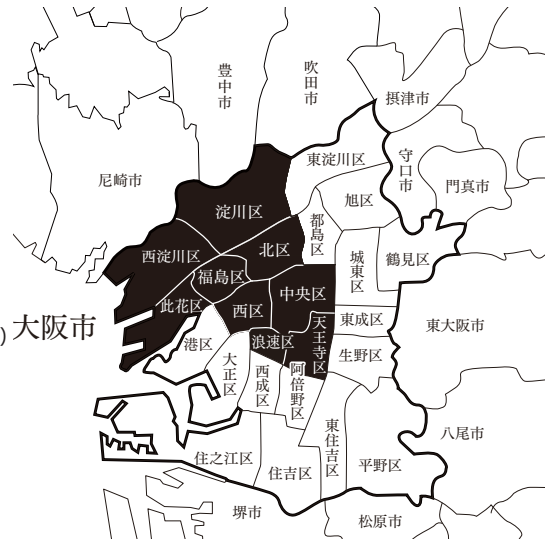 豊中市
吹田市
摂津市
東淀川区
守口市
尼崎市
門真市
旭区
淀川区
都島区
西淀川区
北区
城東区
鶴見区
福島区
中央区
此花区
西区
天王寺区
東成区
) 大阪市
東大阪市
港区
浪速区
生野区
大正区
西成区
阿倍野区
東住吉区
八尾市
住之江区
住吉区
平野区
堺市
松原市